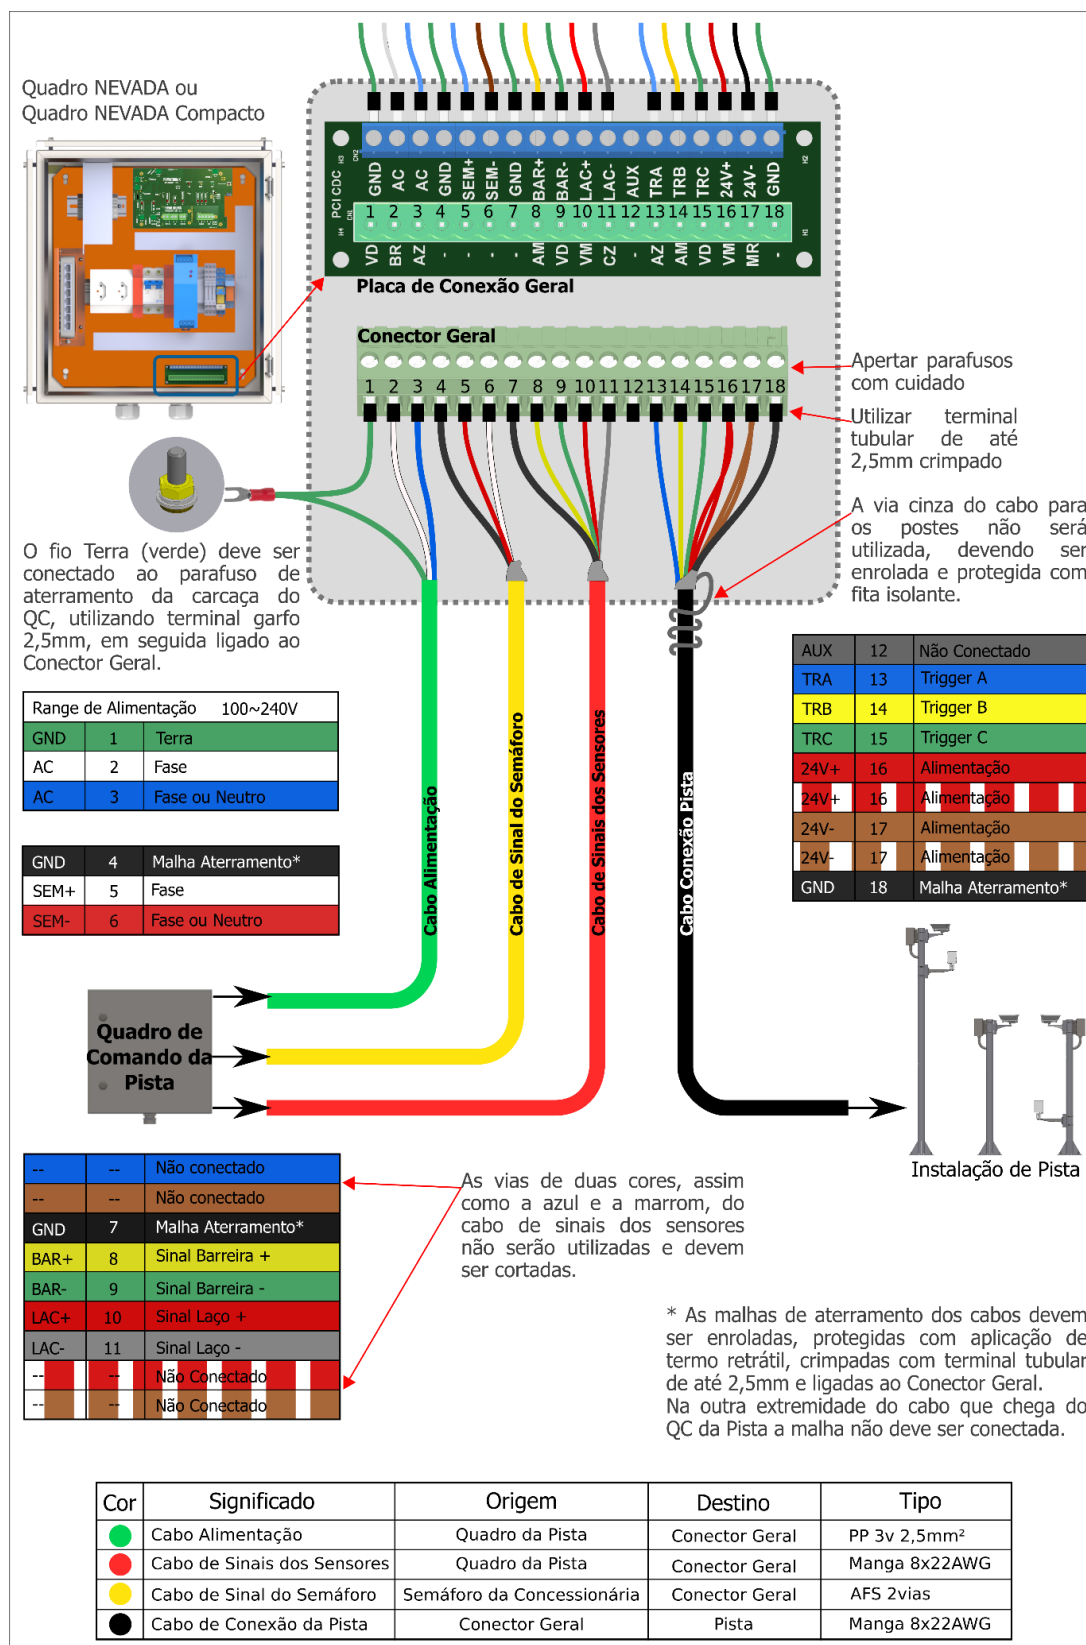 Quadro NEVADA ou
Quadro NEVADA Compacto
PCI CDC
H3
CN2
H2
H4
CN1
H1
GND AC AC GND SEM+ SEM- GND BAR+ BAR- LAC+ LAC- AUX TRA TRB TRC 24V+ 24V- GND
1 2 3 4 5 6 7 8 9 10 11 12 13 14 15 16 17 18
VD BR AZ - - - - AM VD VM CZ - AZ AM VD VM MR -
Placa de Conexão Geral
Conector Geral
1 2 3 4 5 6 7 8 9 10 11 12 13 14 15 16 17 18
Apertar parafusos
com cuidado
Utilizar terminal
tubular de até
2,5mm crimpado
A via cinza do cabo para
os postes não será
utilizada, devendo ser
enrolada e protegida com
fita isolante.
O fio Terra (verde) deve ser
conectado ao parafuso de
aterramento da carcaça do
QC, utilizando terminal garfo
2,5mm, em seguida ligado ao
Conector Geral.
Range de Alimentação 100~240V
GND 1 Terra
AC 2 Fase
AC 3 Fase ou Neutro
GND 4 Malha Aterramento*
SEM+ 5 Fase
SEM- 6 Fase ou Neutro
AUX 12 Não Conectado
TRA 13 Trigger A
TRB 14 Trigger B
TRC 15 Trigger C
24V+ 16 Alimentação
24V+ 16 Alimentação
24V- 17 Alimentação
24V- 17 Alimentação
GND 18 Malha Aterramento*
Cabo Alimentação
Cabo de Sinal do Semáforo
Cabo de Sinais dos Sensores
Cabo Conexão Pista
Quadro de
Comando da
Pista
Instalação de Pista
-- -- Não conectado
-- -- Não conectado
GND 7 Malha Aterramento*
BAR+ 8 Sinal Barreira +
BAR- 9 Sinal Barreira -
LAC+ 10 Sinal Laço +
LAC- 11 Sinal Laço -
-- -- Não Conectado
-- -- Não Conectado
As vias de duas cores, assim
como a azul e a marrom, do
cabo de sinais dos sensores
não serão utilizadas e devem
ser cortadas.
* As malhas de aterramento dos cabos devem
ser enroladas, protegidas com aplicação de
termo retrátil, crimpadas com terminal tubular
de até 2,5mm e ligadas ao Conector Geral.
Na outra extremidade do cabo que chega do
QC da Pista a malha não deve ser conectada.
Cor Significado Origem Destino Tipo
Cabo Alimentação Quadro da Pista Conector Geral PP 3v 2,5mm²
Cabo de Sinais dos Sensores Quadro da Pista Conector Geral Manga 8x22AWG
Cabo de Sinal do Semáforo Semáforo da Concessionária Conector Geral AFS 2vias
Cabo de Conexão da Pista Conector Geral Pista Manga 8x22AWG